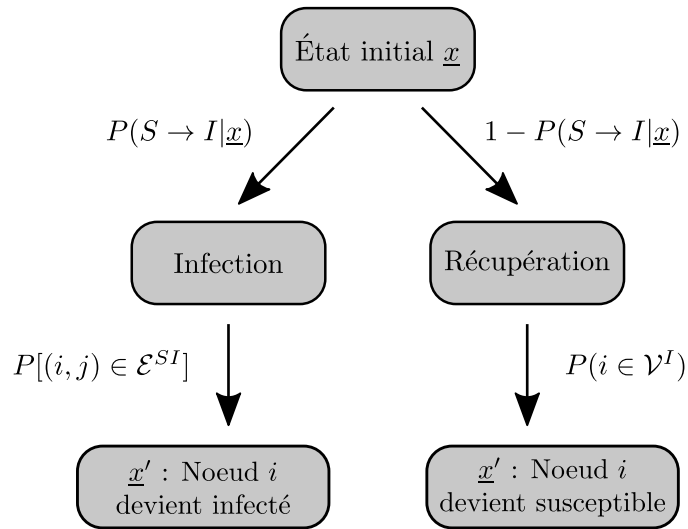 État initial x
P(S → I|x)
1 − P(S → I|x)
Infection
Récupération
P[(i, j) ∈ ℰ^{SI}]
P(i ∈ 𝒱^I)
x′ : Noeud i
devient infecté
x′ : Noeud i
devient susceptible